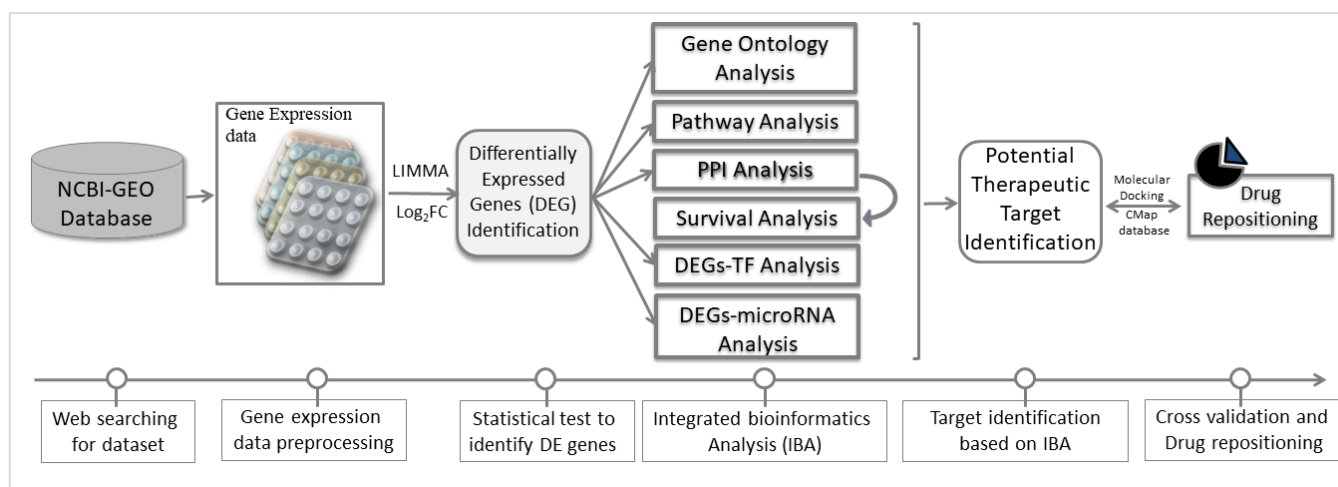 NCBI-GEO
Database
Gene Expression
data
LIMMA
Log₂FC
Differentially
Expressed
Genes (DEG)
Identification
Gene Ontology
Analysis
Pathway Analysis
PPI Analysis
Survival Analysis
DEGs-TF Analysis
DEGs-microRNA
Analysis
Potential
Therapeutic
Target
Identification
Molecular
Docking
CMap
database
Drug
Repositioning
Web searching
for dataset
Gene expression
data preprocessing
Statistical test to
identify DE genes
Integrated bioinformatics
Analysis (IBA)
Target identification
based on IBA
Cross validation and
Drug repositioning